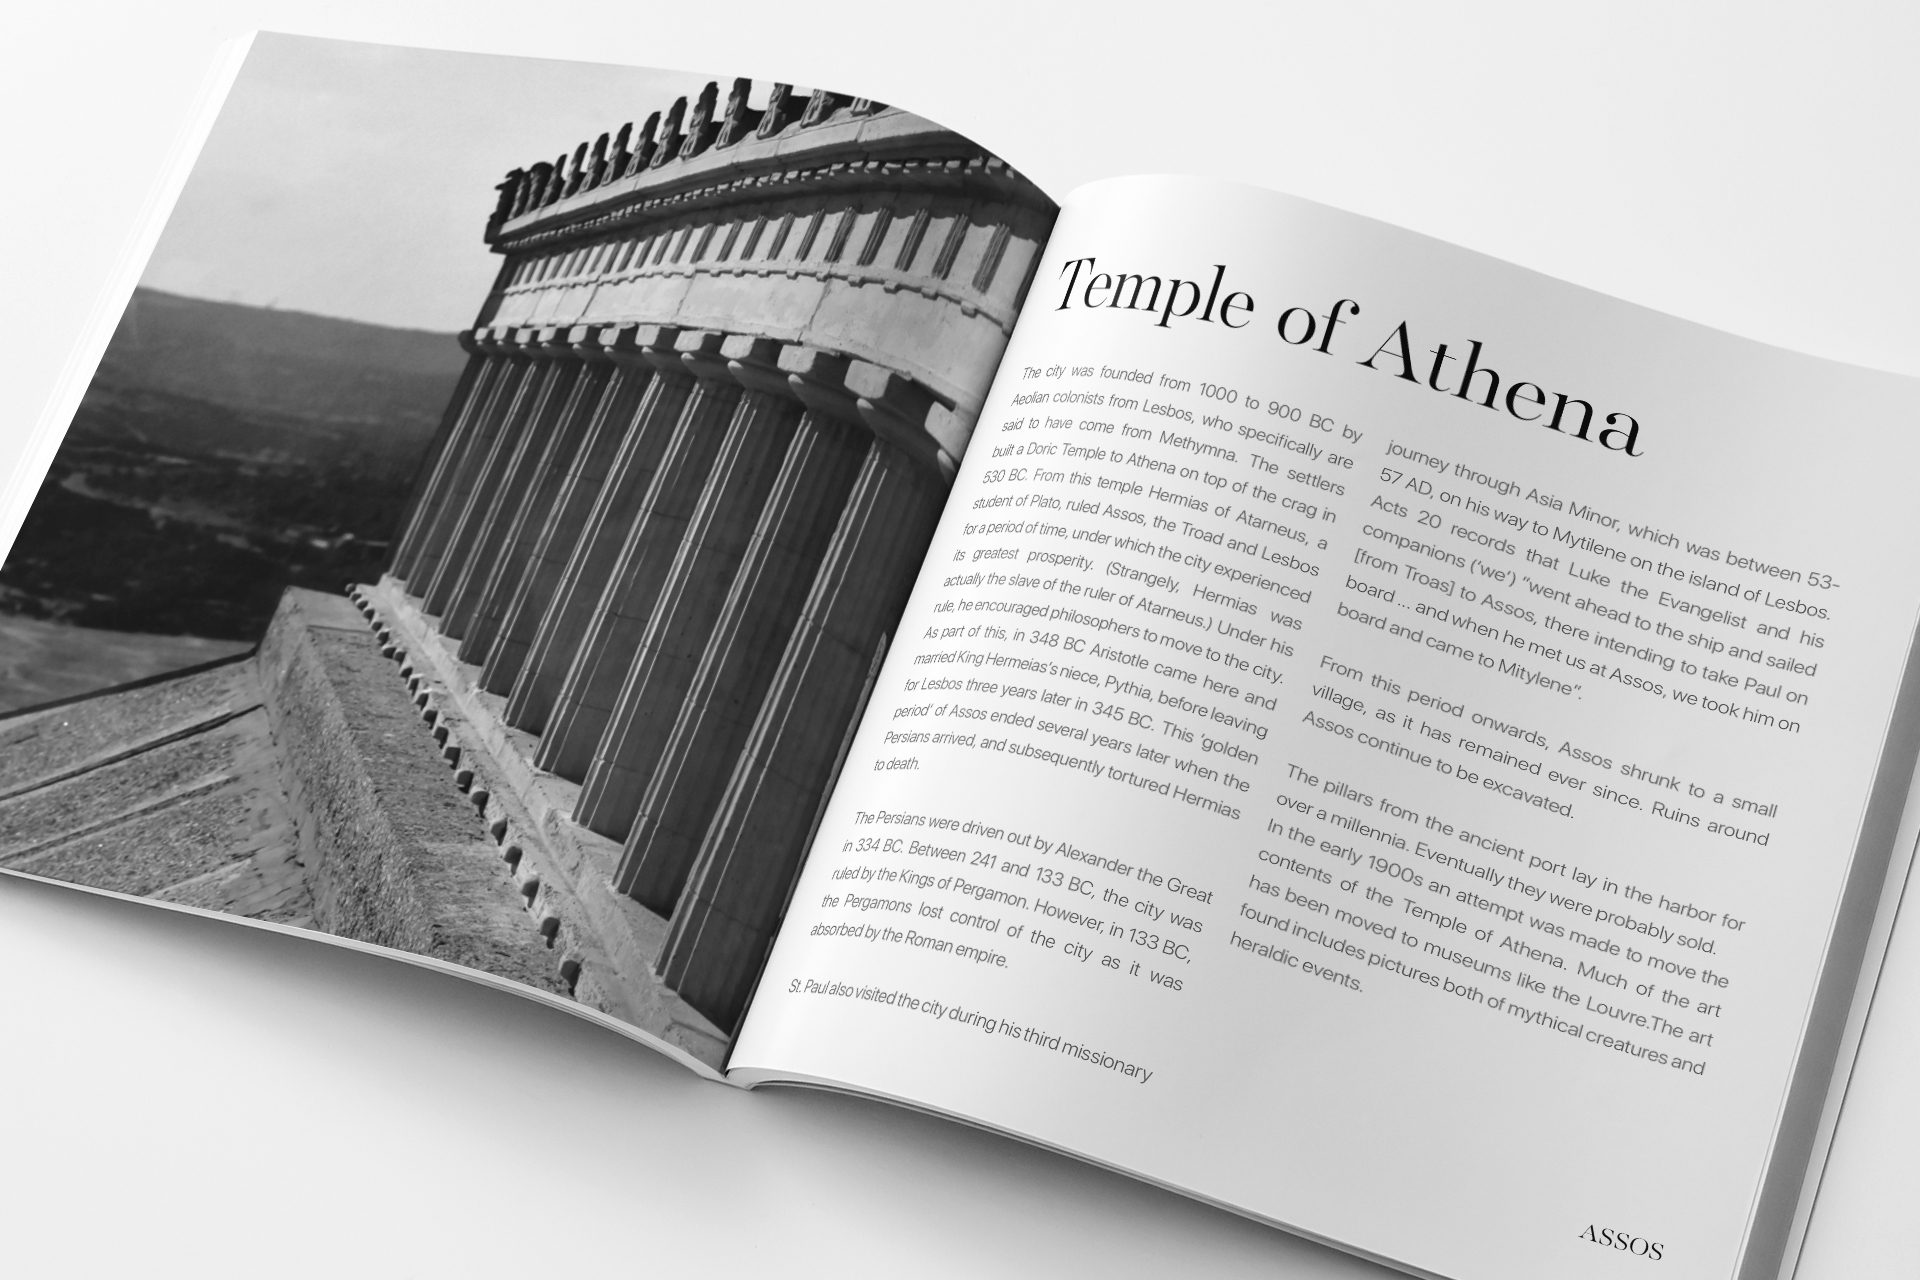 Temple of Athena
The city was founded from 1000 to 900 BC by
Aeolian colonists from Lesbos, who specifically are
said to have come from Methymna. The settlers
built a Doric Temple to Athena on top of the crag in
530 BC. From this temple Hermias of Atarneus, a
student of Plato, ruled Assos, the Troad and Lesbos
for a period of time, under which the city experienced
its greatest prosperity. (Strangely, Hermias was
actually the slave of the ruler of Atarneus.) Under his
rule, he encouraged philosophers to move to the city.
As part of this, in 348 BC Aristotle came here and
married King Hermeias's niece, Pythia, before leaving
for Lesbos three years later in 345 BC. This 'golden
period' of Assos ended several years later when the
Persians arrived, and subsequently tortured Hermias
to death.
The Persians were driven out by Alexander the Great
in 334 BC. Between 241 and 133 BC, the city was
ruled by the Kings of Pergamon. However, in 133 BC,
the Pergamons lost control of the city as it was
absorbed by the Roman empire.
St. Paul also visited the city during his third missionary
journey through Asia Minor, which was between 53-
57 AD, on his way to Mytilene on the island of Lesbos.
Acts 20 records that Luke the Evangelist and his
companions ('we') "went ahead to the ship and sailed
[from Troas] to Assos, there intending to take Paul on
board ... and when he met us at Assos, we took him on
board and came to Mitylene".
From this period onwards, Assos shrunk to a small
village, as it has remained ever since. Ruins around
Assos continue to be excavated.
The pillars from the ancient port lay in the harbor for
over a millennia. Eventually they were probably sold.
In the early 1900s an attempt was made to move the
contents of the Temple of Athena. Much of the art
has been moved to museums like the Louvre.The art
found includes pictures both of mythical creatures and
heraldic events.
ASSOS